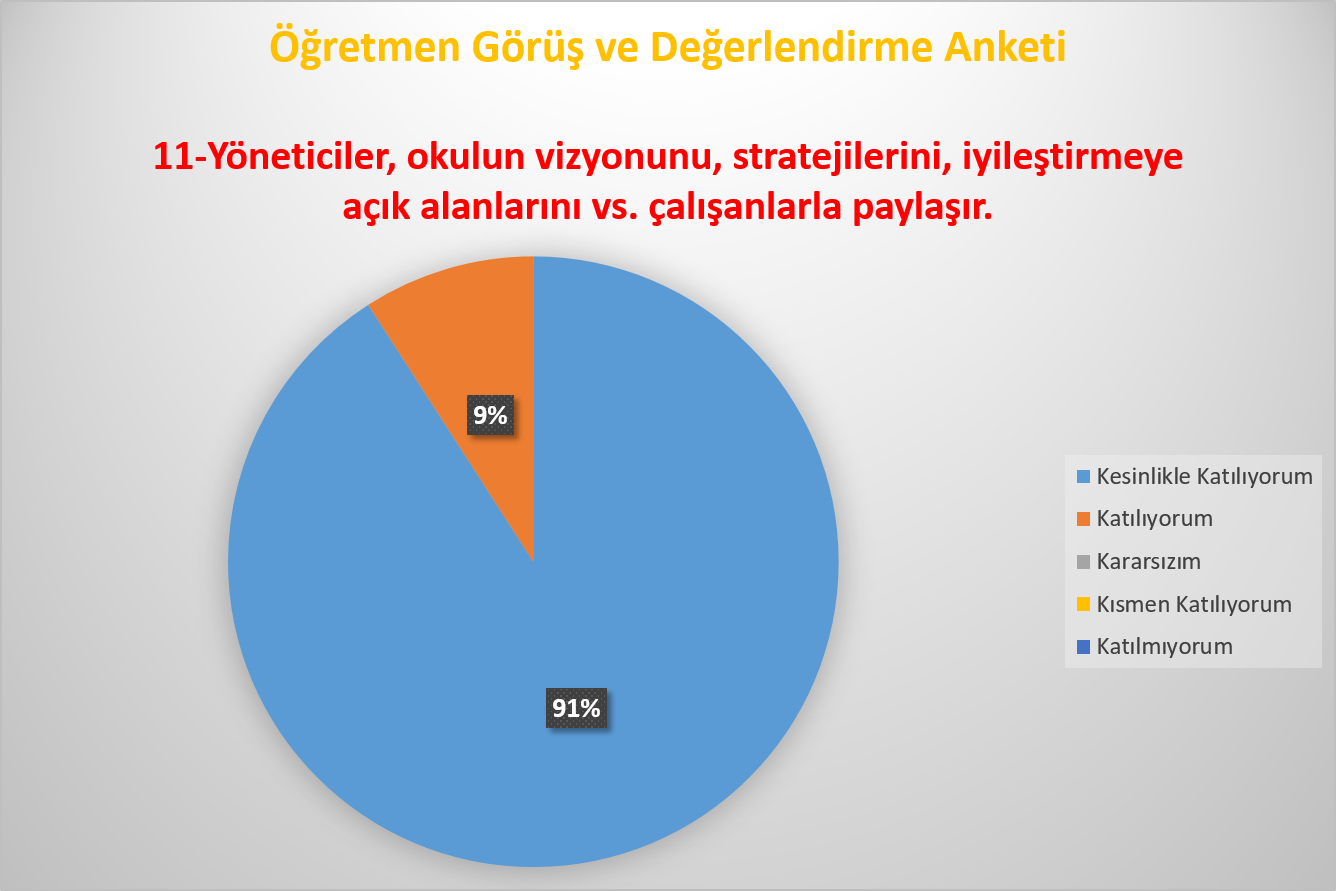 Öğretmen Görüş ve Değerlendirme Anketi
11-Yöneticiler, okulun vizyonunu, stratejilerini, iyileştirmeye
açık alanlarını vs. çalışanlarla paylaşır.
9%
91%
Kesinlikle Katılıyorum
Katılıyorum
Kararsızım
Kısmen Katılıyorum
Katılmıyorum